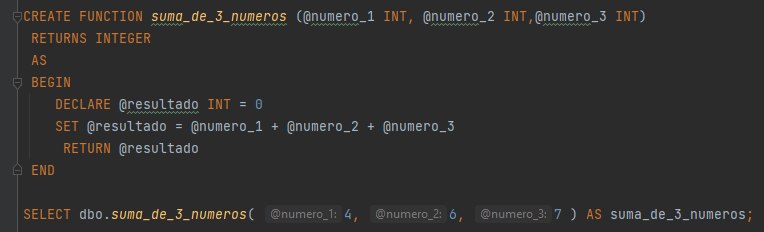 CREATE FUNCTION suma_de_3_numeros (@numero_1 INT, @numero_2 INT,@numero_3 INT)
RETURNS INTEGER
AS
BEGIN
DECLARE @resultado INT = 0
SET @resultado = @numero_1 + @numero_2 + @numero_3
RETURN @resultado
END
SELECT dbo.suma_de_3_numeros( @numero_1: 4, @numero_2: 6, @numero_3: 7 ) AS suma_de_3_numeros;